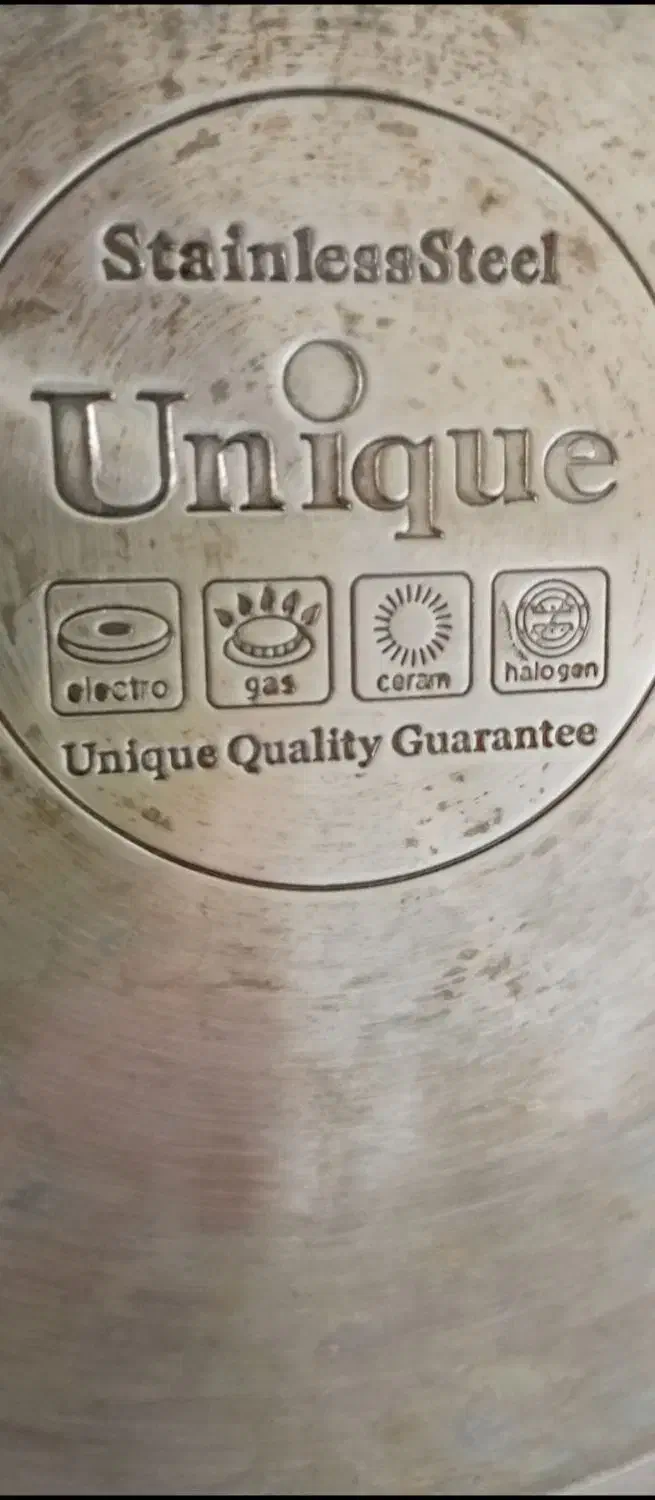 StainlessSteel
Unique
electro gas ceram halogen
Unique Quality Guarantee